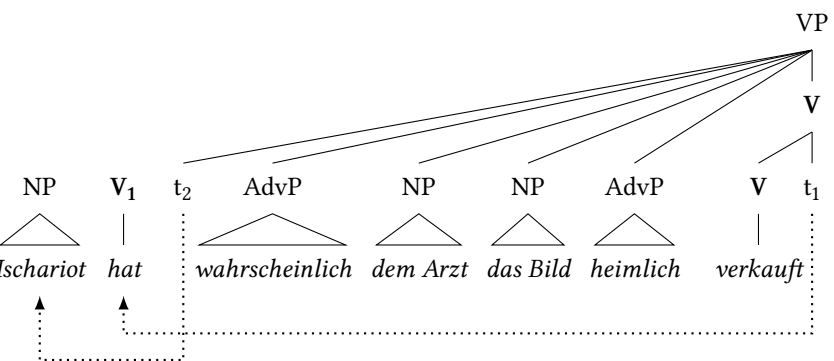 VP
V
NP V₁ t₂ AdvP NP NP AdvP V t₁
Ischariot hat wahrscheinlich dem Arzt das Bild heimlich verkauft